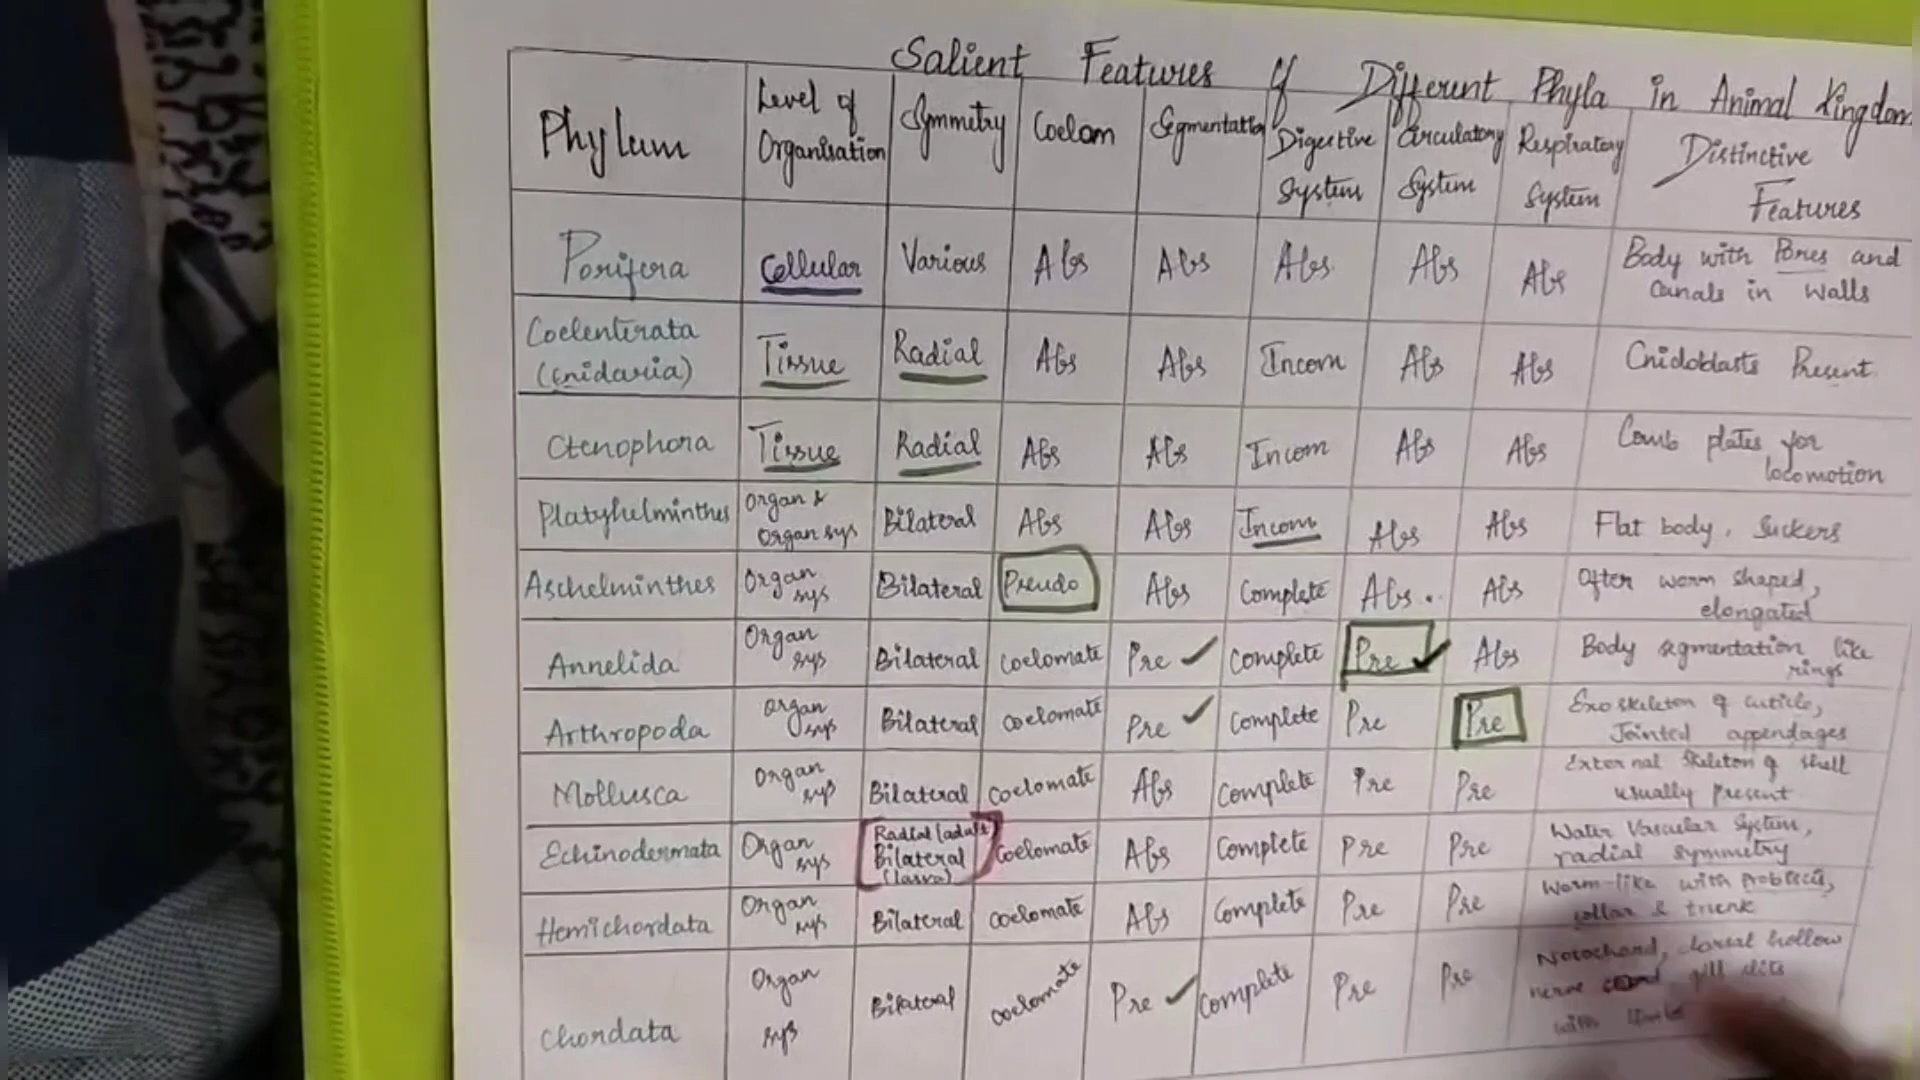 Salient Features of Different Phyla in Animal Kingdom
Phylum
Level of
Organisation
Symmetry
Coelom
Segmentation
Digestive
System
Circulatory
System
Respiratory
System
Distinctive
Features
Porifera
Cellular
Various
Abs
Abs
Abs.
Abs
Abs
Body with Pores and
canals in walls
Coelenterata
(cnidaria)
Tissue
Radial
Abs
Abs
Incom
Abs
Abs
Cnidoblasts Present.
Ctenophora
Tissue
Radial
Abs
Abs
Incom
Abs
Abs
Comb plates for
locomotion
Platyhelminthes
Organ &
Organ sys
Bilateral
Abs
Abs
Incom
Abs
Abs
Flat body, Suckers
Aschelminthes
Organ
sys
Bilateral
Pseudo
Abs
Complete
Abs.
Abs
Often worm shaped,
elongated
Annelida
Organ
sys
Bilateral
coelomate
Pre ✓
Complete
Pre ✓
Abs
Body segmentation like
rings
Arthropoda
Organ
sys
Bilateral
coelomate
Pre ✓
Complete
Pre
Pre
Exoskeleton of cuticle,
Jointed appendages
Mollusca
Organ
sys
Bilateral
coelomate
Abs
Complete
Pre
Pre
External skeleton of shell
usually present
Echinodermata
Organ
sys
Radial (adult
Bilateral
(larva)
coelomate
Abs
Complete
Pre
Pre
Water Vascular System,
radial symmetry
Hemichordata
Organ
sys
Bilateral
coelomate
Abs
Complete
Pre
Pre
Worm-like with
collar & trunk
Chordata
Organ
sys
Bilateral
coelomate
Pre ✓
Complete
Pre
Pre
Notochord, dorsal hollow
nerve cord gill slits
with